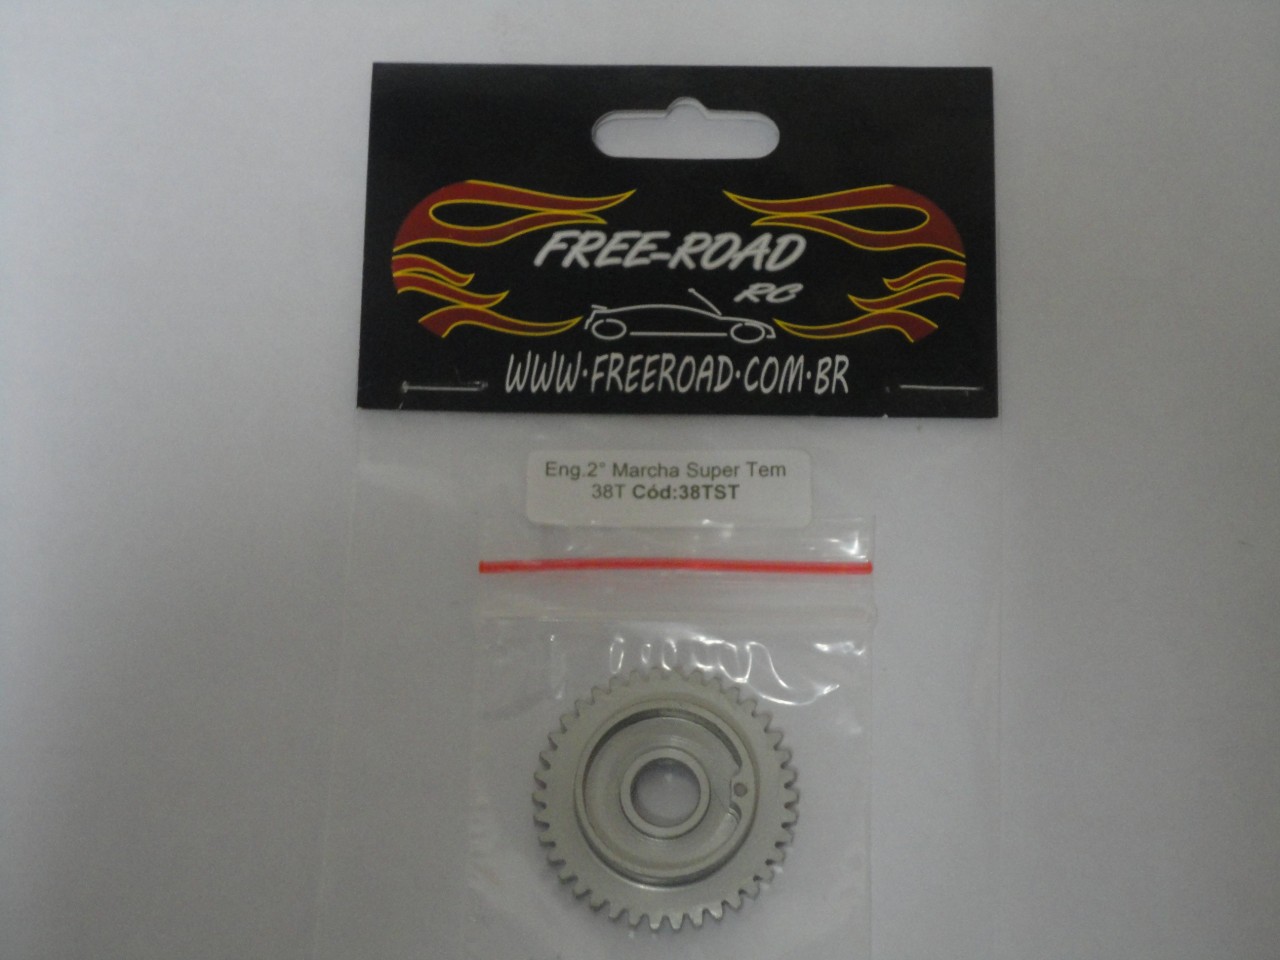 FREE-ROAD
RC
WWW.FREEROAD.COM.BR
Eng.2° Marcha Super Tem
38T Cód:38TST